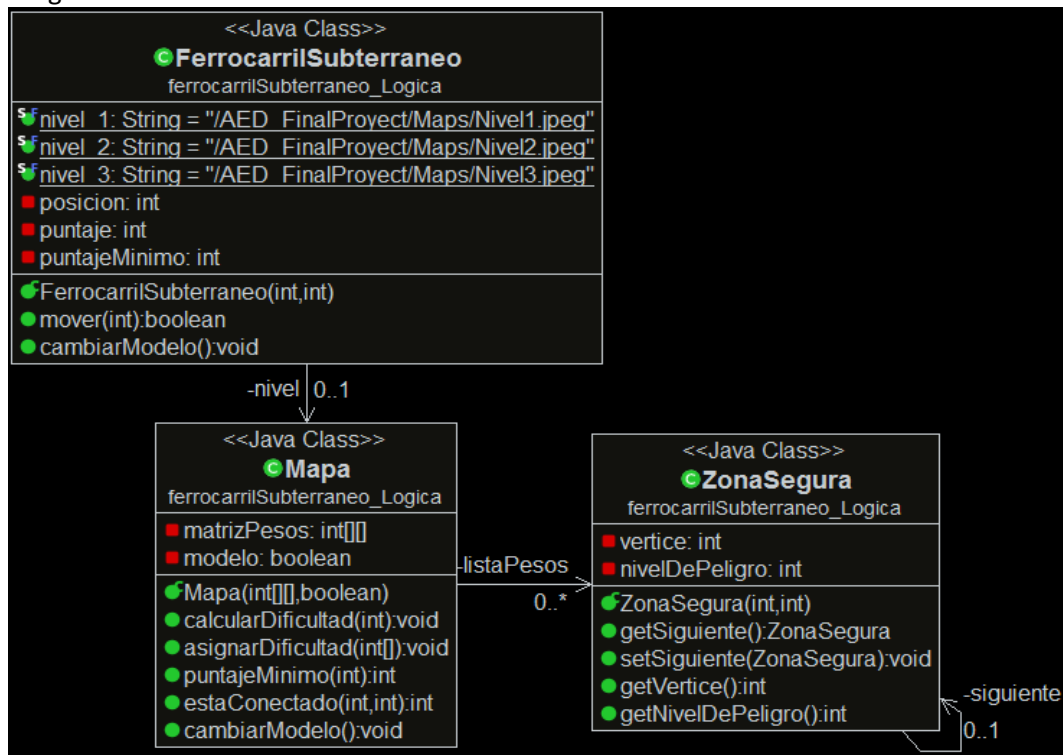 <<Java Class>>
FerrocarrilSubterraneo
ferrocarrilSubterraneo_Logica
nivel_1: String = "/AED_FinalProyect/Maps/Nivel1.jpeg"
nivel_2: String = "/AED_FinalProyect/Maps/Nivel2.jpeg"
nivel_3: String = "/AED_FinalProyect/Maps/Nivel3.jpeg"
posicion: int
puntaje: int
puntajeMinimo: int
FerrocarrilSubterraneo(int,int)
mover(int):boolean
cambiarModelo():void
-nivel 0..1
<<Java Class>>
Mapa
ferrocarrilSubterraneo_Logica
matrizPesos: int[][]
modelo: boolean
Mapa(int[][],boolean)
calcularDificultad(int):void
asignarDificultad(int[]):void
puntajeMinimo(int):int
estaConectado(int,int):int
cambiarModelo():void
-listaPesos
0..*
<<Java Class>>
ZonaSegura
ferrocarrilSubterraneo_Logica
vertice: int
nivelDePeligro: int
ZonaSegura(int,int)
getSiguiente():ZonaSegura
setSiguiente(ZonaSegura):void
getVertice():int
getNivelDePeligro():int
-siguiente
0..1